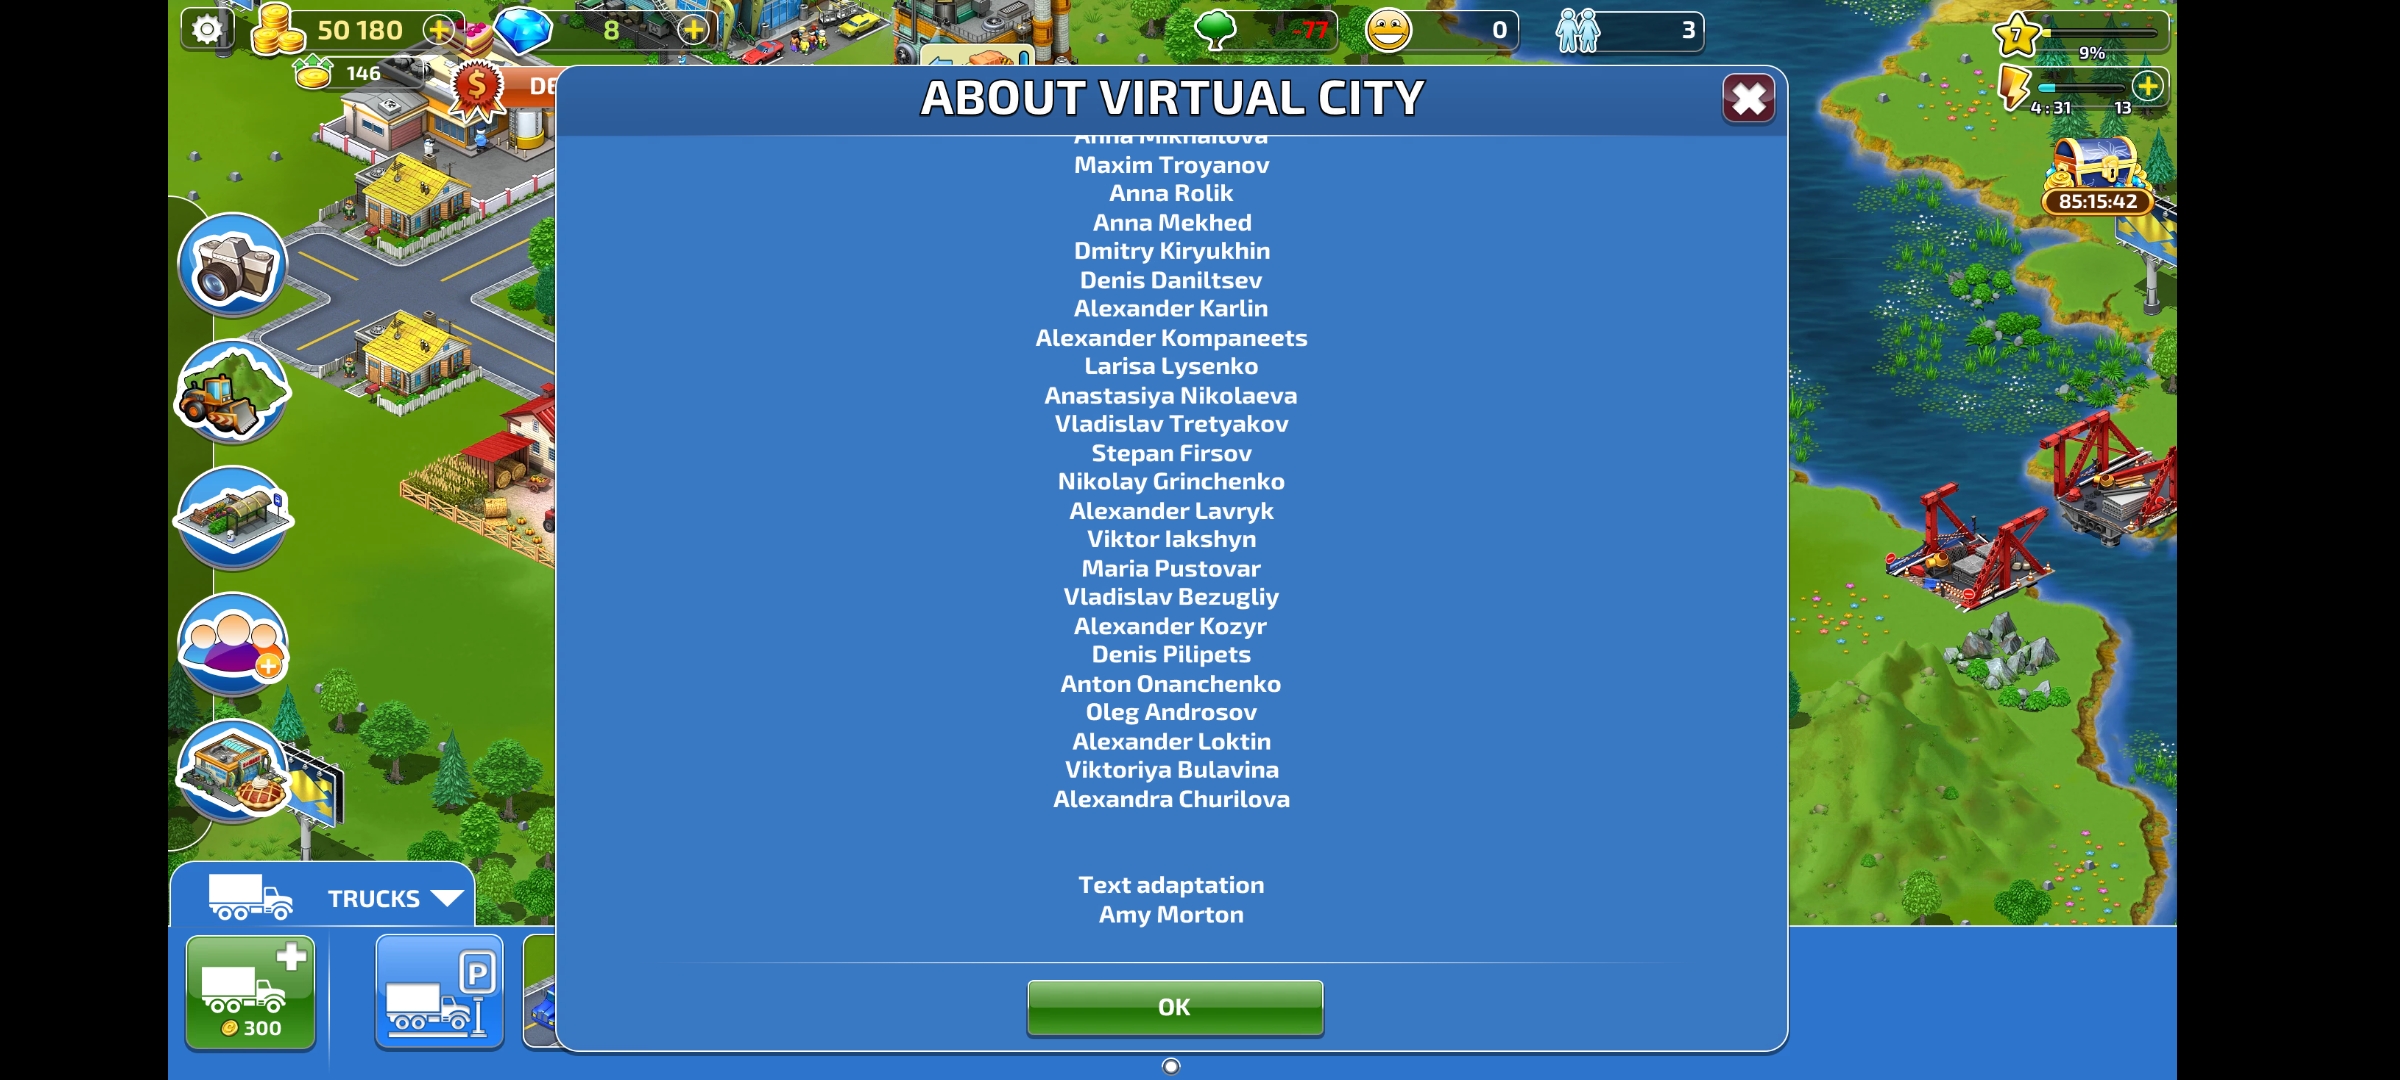 50 180
8
-77
0
3
7
9%
146
DE
4:31
13
85:15:42
ABOUT VIRTUAL CITY
Anna Mikhailova
Maxim Troyanov
Anna Rolik
Anna Mekhed
Dmitry Kiryukhin
Denis Daniltsev
Alexander Karlin
Alexander Kompaneets
Larisa Lysenko
Anastasiya Nikolaeva
Vladislav Tretyakov
Stepan Firsov
Nikolay Grinchenko
Alexander Lavryk
Viktor Iakshyn
Maria Pustovar
Vladislav Bezugliy
Alexander Kozyr
Denis Pilipets
Anton Onanchenko
Oleg Androsov
Alexander Loktin
Viktoriya Bulavina
Alexandra Churilova
Text adaptation
Amy Morton
OK
TRUCKS
300
P